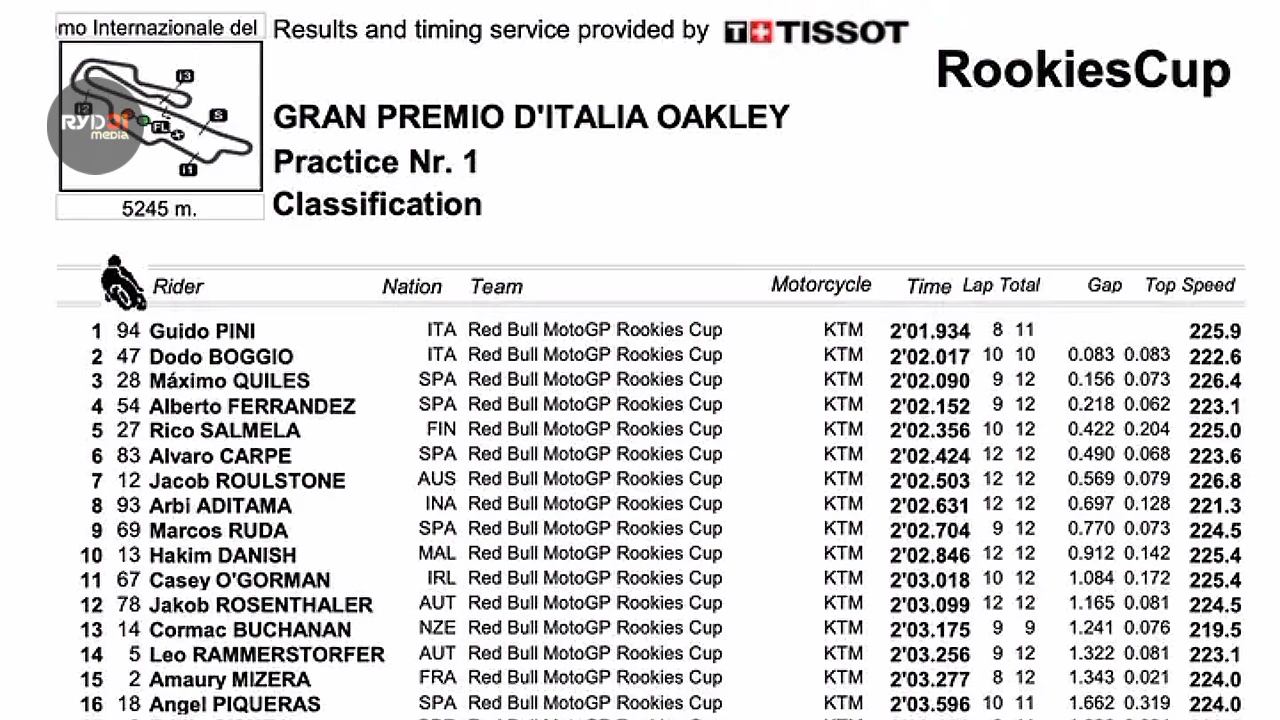 mo Internazionale del
Results and timing service provided by TISSOT
RookiesCup
I3
I2
S
FL
I1
RYD21
media
5245 m.
GRAN PREMIO D'ITALIA OAKLEY
Practice Nr. 1
Classification
Rider Nation Team Motorcycle Time Lap Total Gap Top Speed
1 94 Guido PINI ITA Red Bull MotoGP Rookies Cup KTM 2'01.934 8 11 225.9
2 47 Dodo BOGGIO ITA Red Bull MotoGP Rookies Cup KTM 2'02.017 10 10 0.083 0.083 222.6
3 28 Máximo QUILES SPA Red Bull MotoGP Rookies Cup KTM 2'02.090 9 12 0.156 0.073 226.4
4 54 Alberto FERRANDEZ SPA Red Bull MotoGP Rookies Cup KTM 2'02.152 9 12 0.218 0.062 223.1
5 27 Rico SALMELA FIN Red Bull MotoGP Rookies Cup KTM 2'02.356 10 12 0.422 0.204 225.0
6 83 Alvaro CARPE SPA Red Bull MotoGP Rookies Cup KTM 2'02.424 12 12 0.490 0.068 223.6
7 12 Jacob ROULSTONE AUS Red Bull MotoGP Rookies Cup KTM 2'02.503 12 12 0.569 0.079 226.8
8 93 Arbi ADITAMA INA Red Bull MotoGP Rookies Cup KTM 2'02.631 12 12 0.697 0.128 221.3
9 69 Marcos RUDA SPA Red Bull MotoGP Rookies Cup KTM 2'02.704 9 12 0.770 0.073 224.5
10 13 Hakim DANISH MAL Red Bull MotoGP Rookies Cup KTM 2'02.846 12 12 0.912 0.142 225.4
11 67 Casey O'GORMAN IRL Red Bull MotoGP Rookies Cup KTM 2'03.018 10 12 1.084 0.172 225.4
12 78 Jakob ROSENTHALER AUT Red Bull MotoGP Rookies Cup KTM 2'03.099 12 12 1.165 0.081 224.5
13 14 Cormac BUCHANAN NZE Red Bull MotoGP Rookies Cup KTM 2'03.175 9 9 1.241 0.076 219.5
14 5 Leo RAMMERSTORFER AUT Red Bull MotoGP Rookies Cup KTM 2'03.256 9 12 1.322 0.081 223.1
15 2 Amaury MIZERA FRA Red Bull MotoGP Rookies Cup KTM 2'03.277 8 12 1.343 0.021 224.0
16 18 Angel PIQUERAS SPA Red Bull MotoGP Rookies Cup KTM 2'03.596 10 11 1.662 0.319 224.0